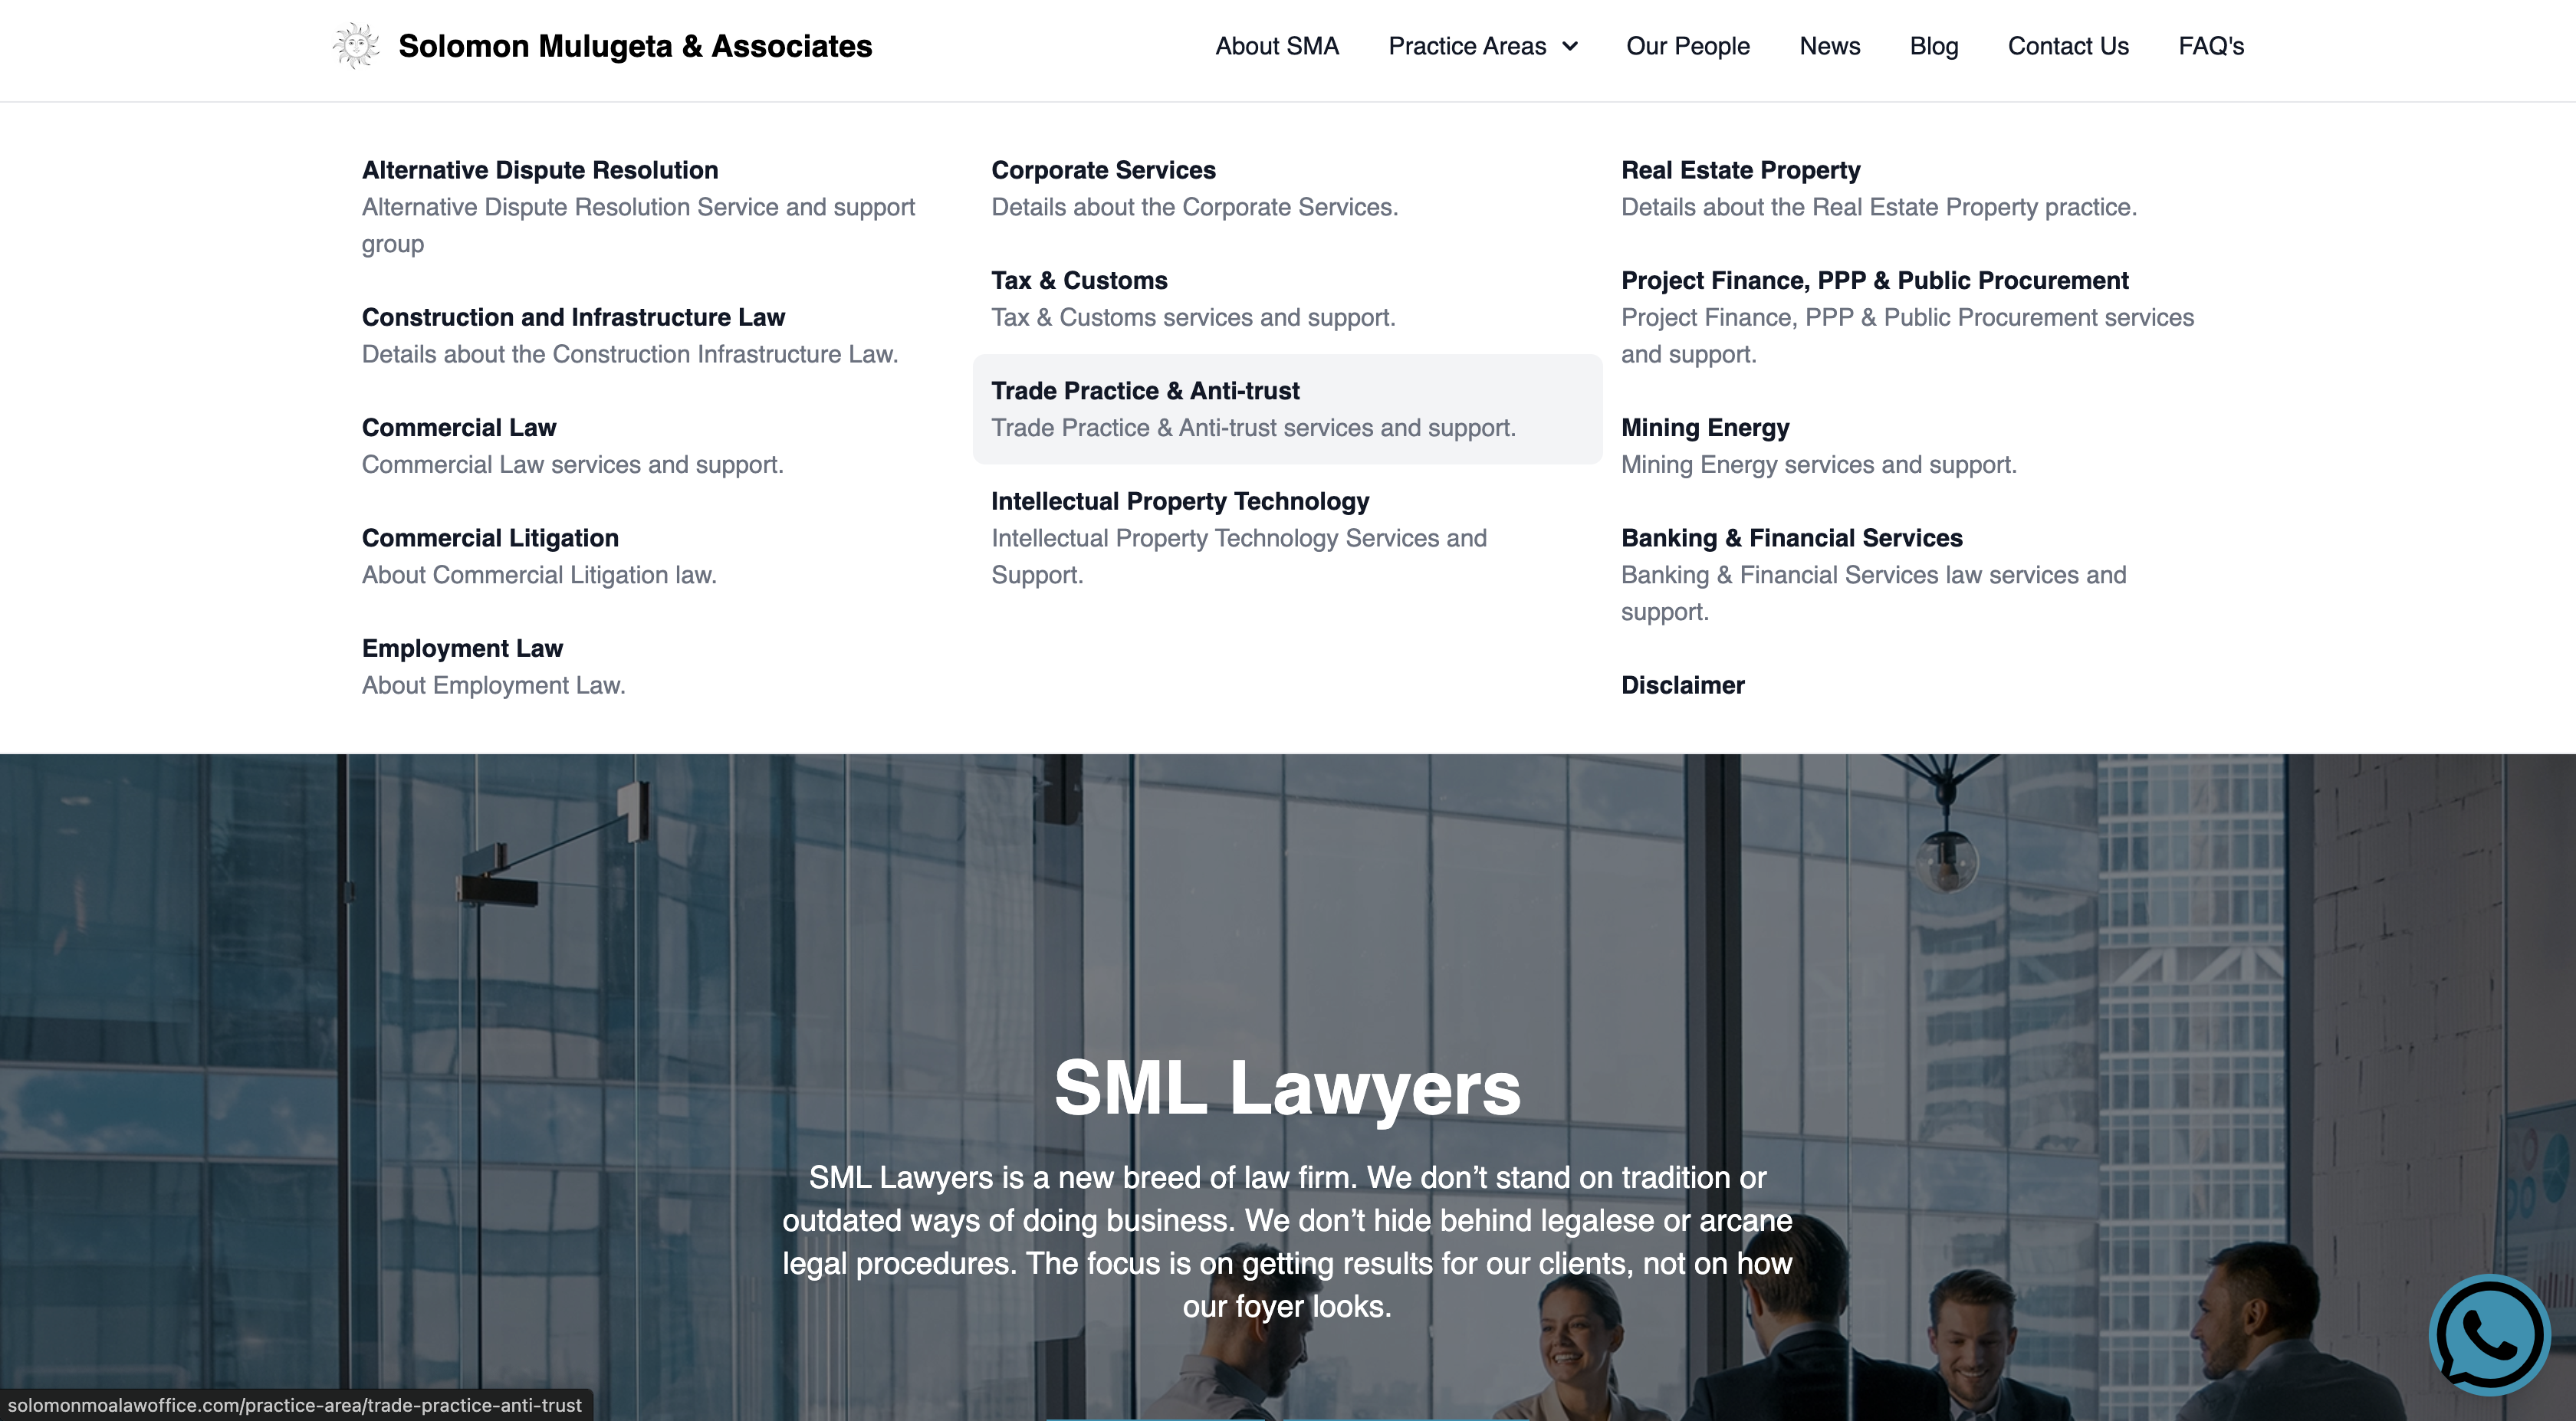 Solomon Mulugeta & Associates
About SMA
Practice Areas
Our People
News
Blog
Contact Us
FAQ's
Alternative Dispute Resolution
Alternative Dispute Resolution Service and support
group
Construction and Infrastructure Law
Details about the Construction Infrastructure Law.
Commercial Law
Commercial Law services and support.
Commercial Litigation
About Commercial Litigation law.
Employment Law
About Employment Law.
Corporate Services
Details about the Corporate Services.
Tax & Customs
Tax & Customs services and support.
Trade Practice & Anti-trust
Trade Practice & Anti-trust services and support.
Intellectual Property Technology
Intellectual Property Technology Services and
Support.
Real Estate Property
Details about the Real Estate Property practice.
Project Finance, PPP & Public Procurement
Project Finance, PPP & Public Procurement services
and support.
Mining Energy
Mining Energy services and support.
Banking & Financial Services
Banking & Financial Services law services and
support.
Disclaimer
SML Lawyers
SML Lawyers is a new breed of law firm. We don’t stand on tradition or
outdated ways of doing business. We don’t hide behind legalese or arcane
legal procedures. The focus is on getting results for our clients, not on how
our foyer looks.
solomonmoalawoffice.com/practice-area/trade-practice-anti-trust